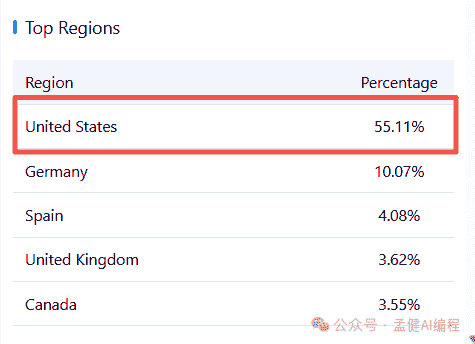 Top Regions
Region Percentage
United States 55.11%
Germany 10.07%
Spain 4.08%
United Kingdom 3.62%
Canada 3.55%
公众号 · 孟健AI编程